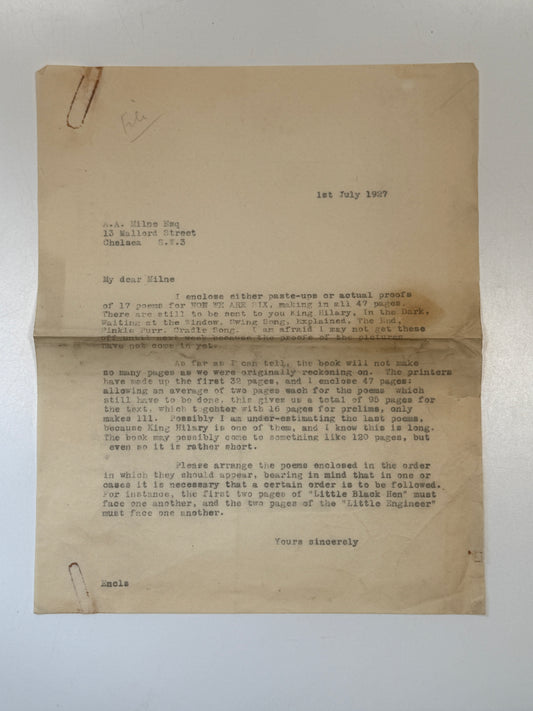 File
1st July 1927
A.A. Milne Esq
13 Mallord Street
Chelsea S.W.3
My dear Milne
I enclose either paste-ups or actual proofs
of 17 poems for NOW WE ARE SIX, making in all 47 pages.
There are still to be sent to you King Hilary, In the Dark,
Waiting at the Window, Swing Song, Explained, The End,
Pinkle Purr, Cradle Song. I am afraid I may not get these
off until next week because the proofs of the pictures
have not come in yet.
As far as I can tell, the book will not make
so many pages as we were originally reckoning on. The printers
have made up the first 32 pages, and I enclose 47 pages:
allowing an average of two pages each for the poems which
still have to be done, this gives us a total of 95 pages for
the text, which togehter with 16 pages for prelims, only
makes 111. Possibly I am under-estimating the last poems,
because King Hilary is one of them, and I know this is long.
The book may possibly come to something like 120 pages, but
even so it is rather short.
Please arrange the poems enclosed in the order
in which they should appear, bearing in mind that in one or
cases it is necessary that a certain order is to be followed.
For instance, the first two pages of "Little Black Hen" must
face one another, and the two pages of the "Little Engineer"
must face one another.
Yours sincerely
Encls